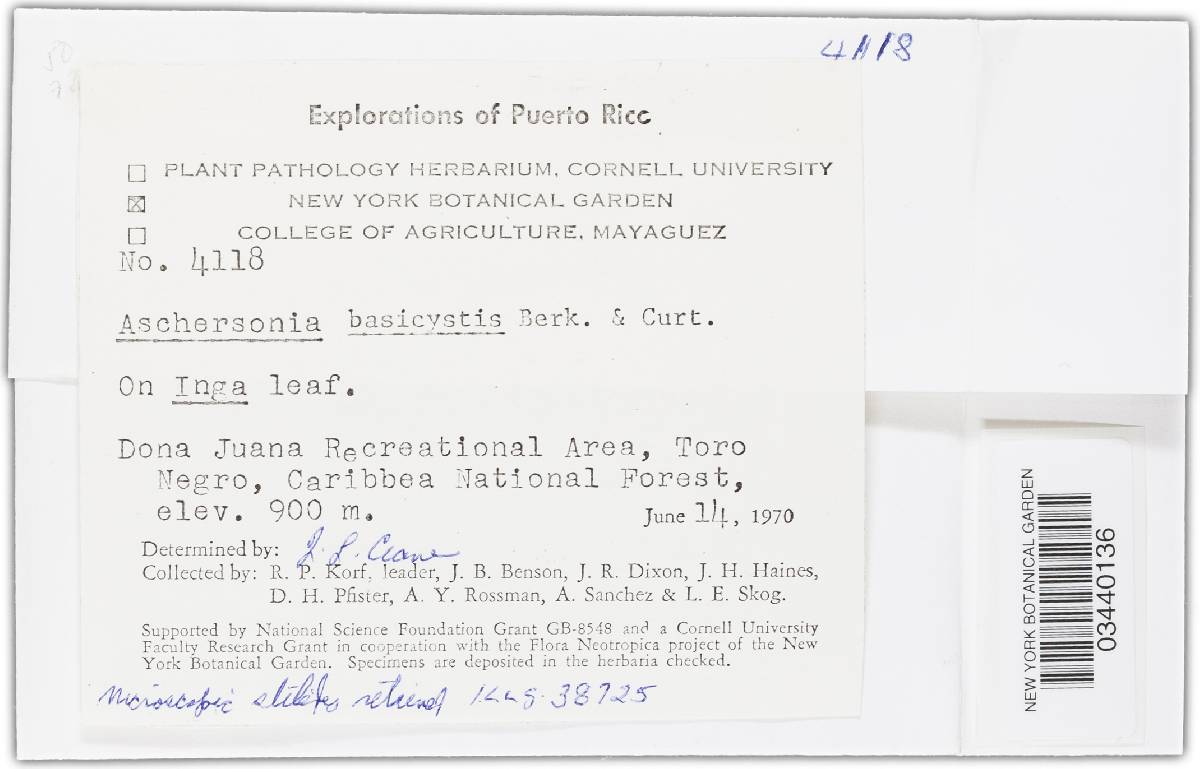 4118
Explorations of Puerto Rico
☐ PLANT PATHOLOGY HERBARIUM, CORNELL UNIVERSITY
☒ NEW YORK BOTANICAL GARDEN
☐ COLLEGE OF AGRICULTURE, MAYAGUEZ
No. 4118
Aschersonia basicystis Berk. & Curt.
On Inga leaf.
Dona Juana Recreational Area, Toro
Negro, Caribbea National Forest,
elev. 900 m.
June 14, 1970
Determined by: J. L. Crane
Collected by: R. P. Korf, leader, J. B. Benson, J. R. Dixon, J. H. Haines,
D. H. Pfister, A. Y. Rossman, A. Sanchez & L. E. Skog.
Supported by National Science Foundation Grant GB-8548 and a Cornell University
Faculty Research Grant in cooperation with the Flora Neotropica project of the New
York Botanical Garden. Specimens are deposited in the herbaria checked.
Microscopic slides 38725
NEW YORK BOTANICAL GARDEN
03440136